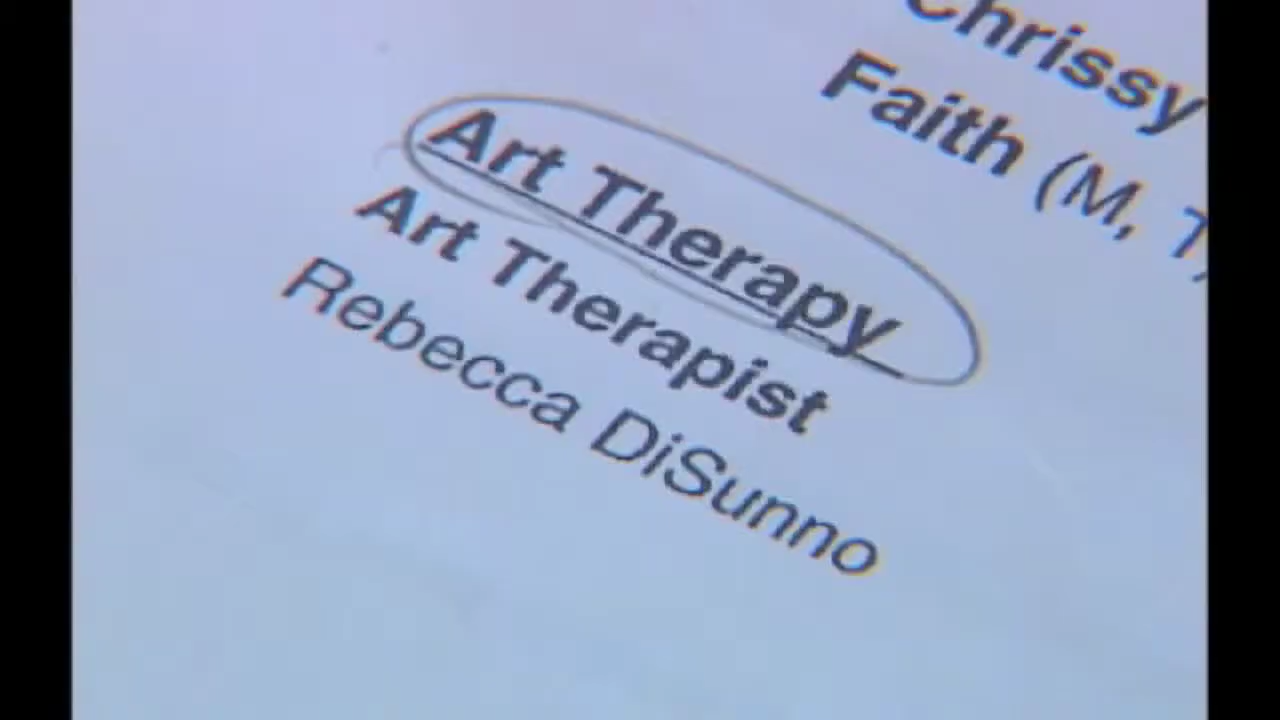 Chrissy
Faith (M, T,
Art Therapy
Art Therapist
Rebecca DiSunno